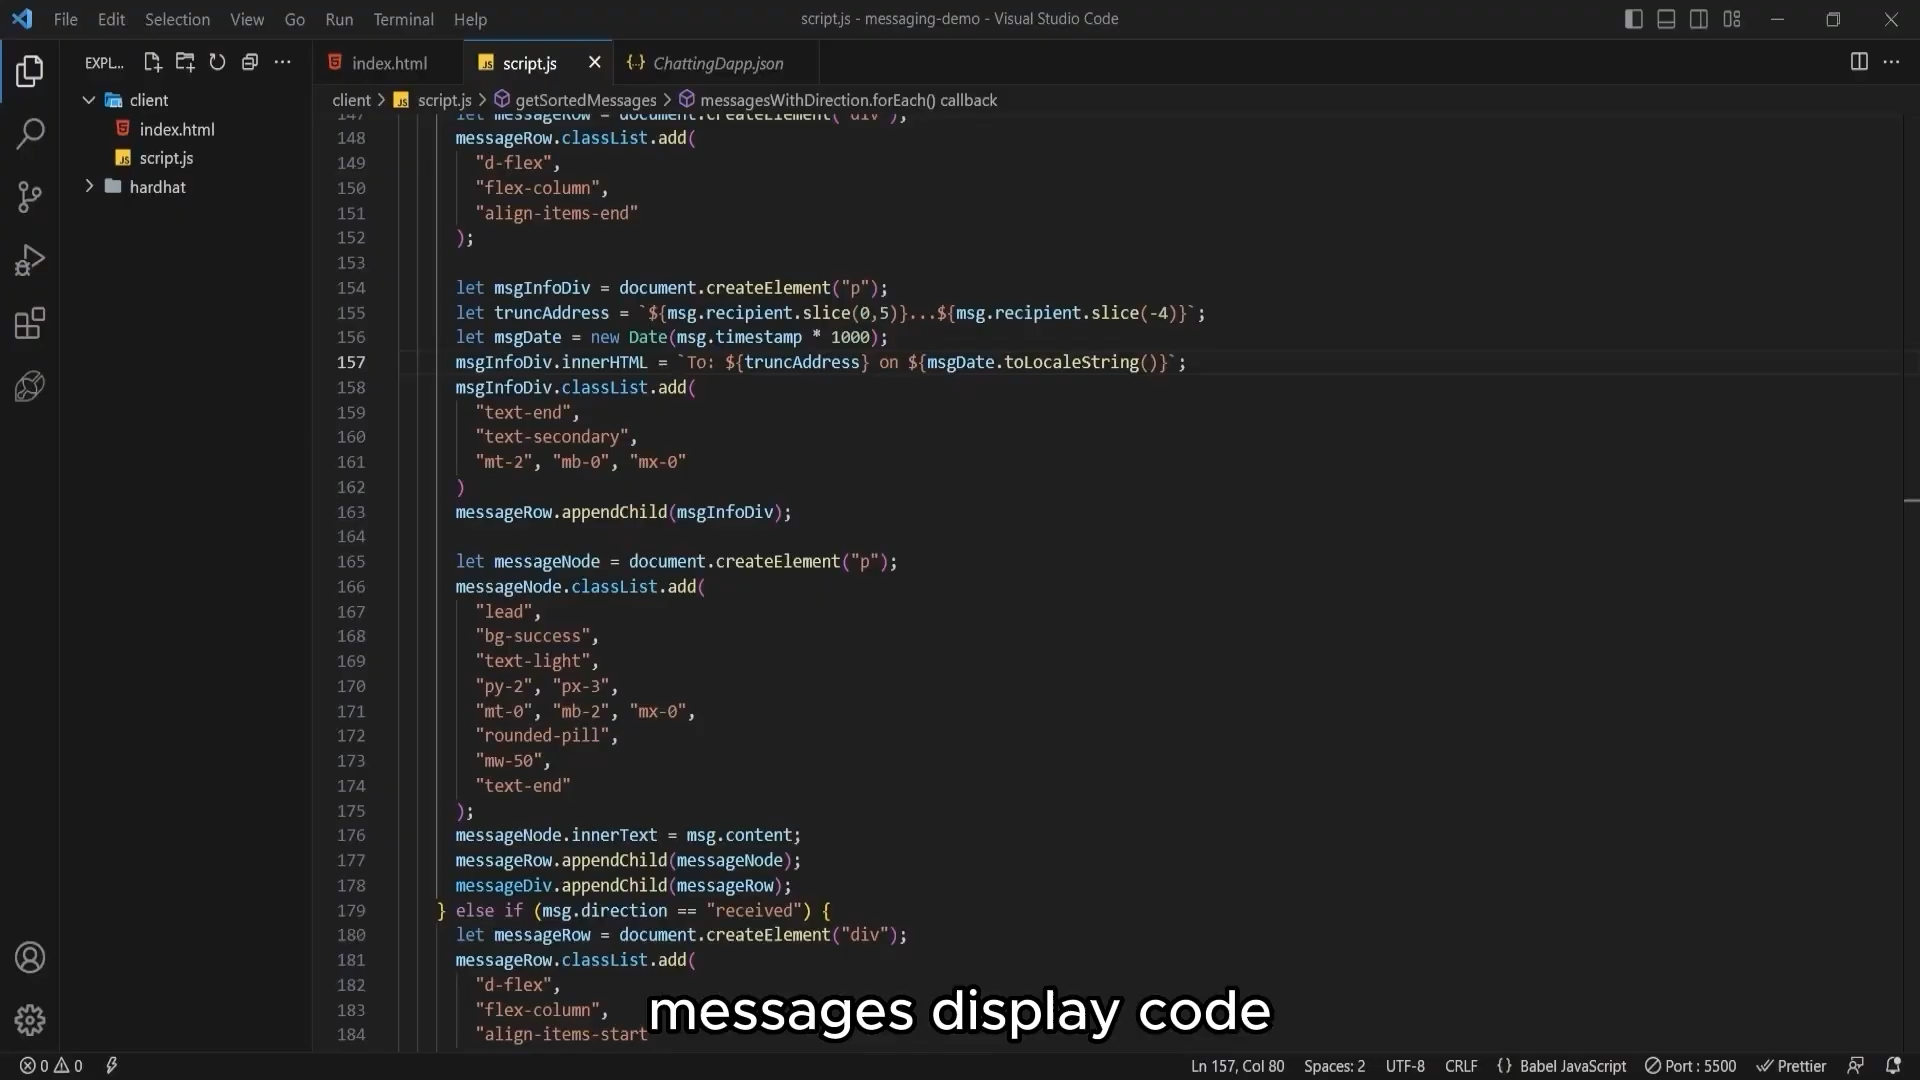 File Edit Selection View Go Run Terminal Help
script.js - messaging-demo - Visual Studio Code
EXPL...
index.html
script.js
ChattingDapp.json
client
index.html
script.js
hardhat
client > script.js > getSortedMessages > messagesWithDirection.forEach() callback
147 let messageRow = document.createElement("div");
148 messageRow.classList.add(
149 "d-flex",
150 "flex-column",
151 "align-items-end"
152 );
153
154 let msgInfoDiv = document.createElement("p");
155 let truncAddress = `${msg.recipient.slice(0,5)}...${msg.recipient.slice(-4)}`;
156 let msgDate = new Date(msg.timestamp * 1000);
157 msgInfoDiv.innerHTML = `To: ${truncAddress} on ${msgDate.toLocaleString()}`;
158 msgInfoDiv.classList.add(
159 "text-end",
160 "text-secondary",
161 "mt-2", "mb-0", "mx-0"
162 )
163 messageRow.appendChild(msgInfoDiv);
164
165 let messageNode = document.createElement("p");
166 messageNode.classList.add(
167 "lead",
168 "bg-success",
169 "text-light",
170 "py-2", "px-3",
171 "mt-0", "mb-2", "mx-0",
172 "rounded-pill",
173 "mw-50",
174 "text-end"
175 );
176 messageNode.innerText = msg.content;
177 messageRow.appendChild(messageNode);
178 messageDiv.appendChild(messageRow);
179 } else if (msg.direction == "received") {
180 let messageRow = document.createElement("div");
181 messageRow.classList.add(
182 "d-flex",
183 "flex-column",
184 "align-items-start
messages display code
0 0
Ln 157, Col 80 Spaces: 2 UTF-8 CRLF {} Babel JavaScript Port : 5500 Prettier